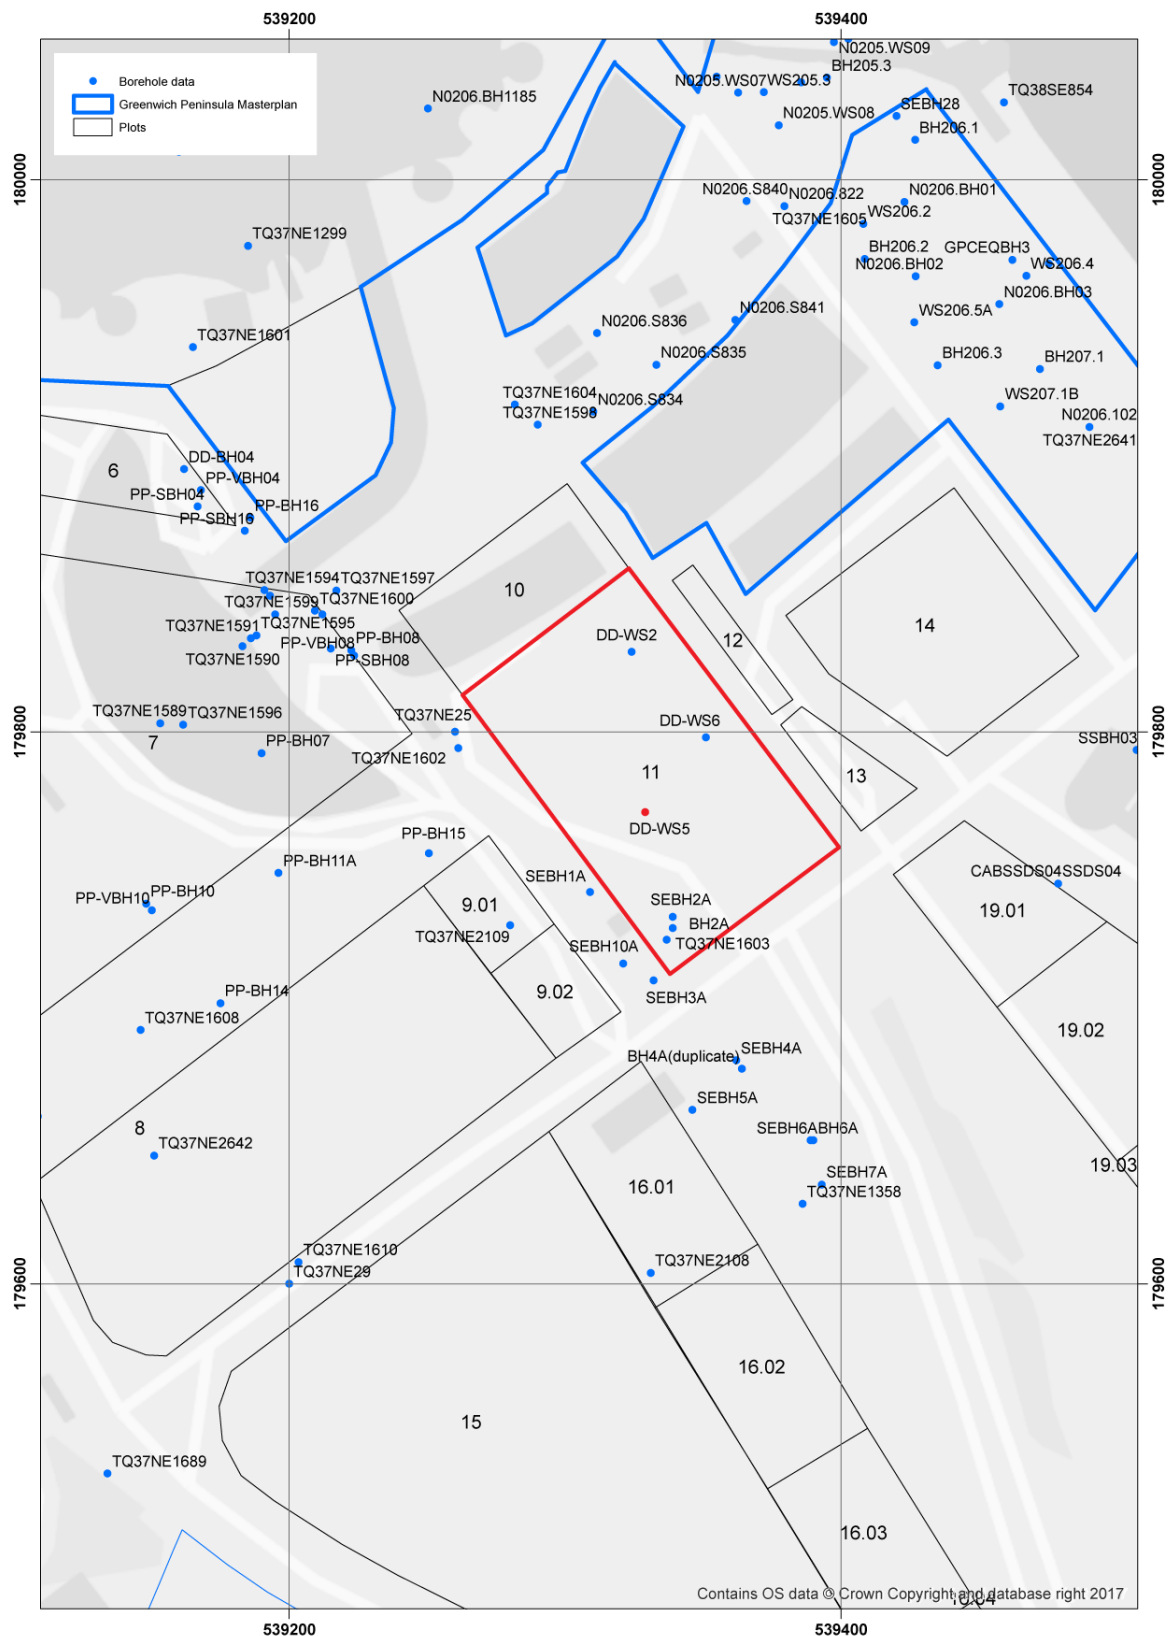 539200
539400
N0205.WS09
Borehole data
Greenwich Peninsula Masterplan
Plots
N0205.WS07
WS205.3
BH205.3
N0206.BH1185
TQ38SE854
SEBH28
N0205.WS08
BH206.1
180000
180000
N0206.S840
N0206.822
N0206.BH01
TQ37NE1605
WS206.2
TQ37NE1299
BH206.2
GPCEQBH3
N0206.BH02
WS206.4
N0206.BH03
N0206.S836
N0206.S841
WS206.5A
TQ37NE1601
N0206.S835
BH206.3
BH207.1
TQ37NE1604
N0206.S834
WS207.1B
TQ37NE1598
N0206.102
TQ37NE2641
DD-BH04
6
PP-VBH04
PP-SBH04
PP-BH16
PP-SBH16
TQ37NE1594
TQ37NE1597
10
TQ37NE1599
TQ37NE1600
TQ37NE1591
TQ37NE1595
14
PP-VBH08
PP-BH08
DD-WS2
12
TQ37NE1590
PP-SBH08
TQ37NE1589
TQ37NE1596
TQ37NE25
DD-WS6
179800
179800
7
PP-BH07
TQ37NE1602
SSBH03
11
13
DD-WS5
PP-BH15
PP-BH11A
CABSSDS04
SSDS04
PP-VBH10
PP-BH10
SEBH1A
9.01
19.01
SEBH2A
BH2A
TQ37NE2109
TQ37NE1603
SEBH10A
9.02
SEBH3A
PP-BH14
TQ37NE1608
19.02
BH4A(duplicate)
SEBH4A
SEBH5A
8
SEBH6A
BH6A
TQ37NE2642
19.03
SEBH7A
16.01
TQ37NE1358
TQ37NE1610
TQ37NE2108
TQ37NE29
179600
179600
16.02
15
TQ37NE1689
16.03
Contains OS data © Crown Copyright and database right 2017
16.04
539200
539400